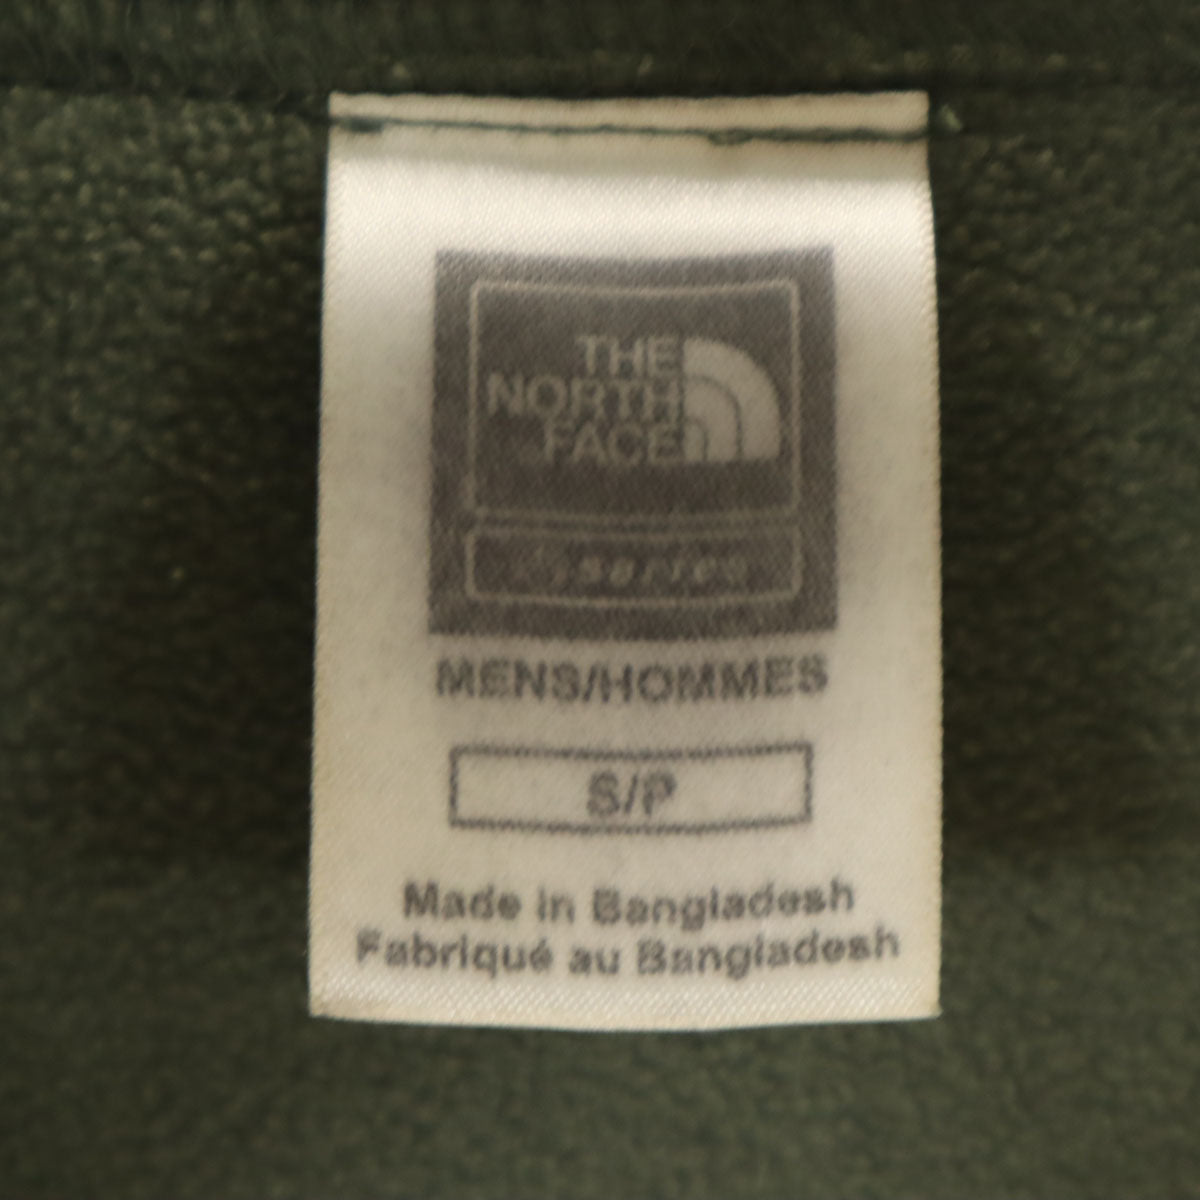 THE
NORTH
FACE
MENS/HOMMES
S/P
Made in Bangladesh
Fabriqué au Bangladesh